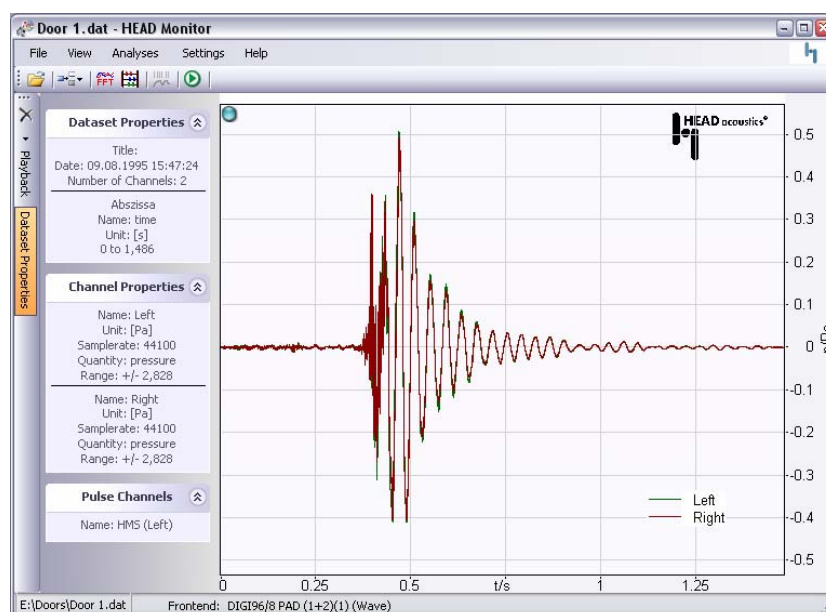 Door 1.dat - HEAD Monitor
File View Analyses Settings Help
FFT
Playback
Dataset Properties
Dataset Properties
Title:
Date: 09.08.1995 15:47:24
Number of Channels: 2
Abszissa
Name: time
Unit: [s]
0 to 1,486
Channel Properties
Name: Left
Unit: [Pa]
Samplerate: 44100
Quantity: pressure
Range: +/- 2,828
Name: Right
Unit: [Pa]
Samplerate: 44100
Quantity: pressure
Range: +/- 2,828
Pulse Channels
Name: HMS (Left)
HEAD acoustics
0.5
0.4
0.3
0.2
0.1
0
-0.1
-0.2
-0.3
-0.4
-0.5
p/Pa
Left
Right
0 0.25 0.5 t/s 1 1.25
E:\Doors\Door 1.dat Frontend: DIGI96/8 PAD (1+2)(1) (Wave)